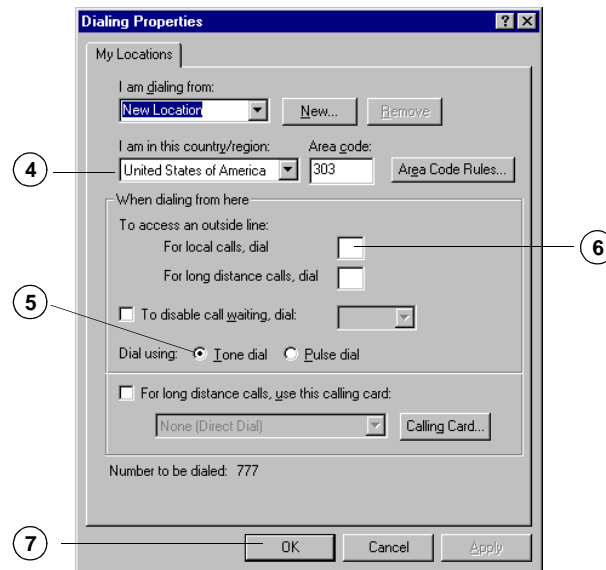 Dialing Properties
My Locations
I am dialing from:
New Location New... Remove
I am in this country/region: Area code:
4 United States of America 303 Area Code Rules...
When dialing from here
To access an outside line:
For local calls, dial 6
For long distance calls, dial
5 To disable call waiting, dial:
Dial using: Tone dial Pulse dial
For long distance calls, use this calling card:
None (Direct Dial) Calling Card...
Number to be dialed: 777
7 OK Cancel Apply